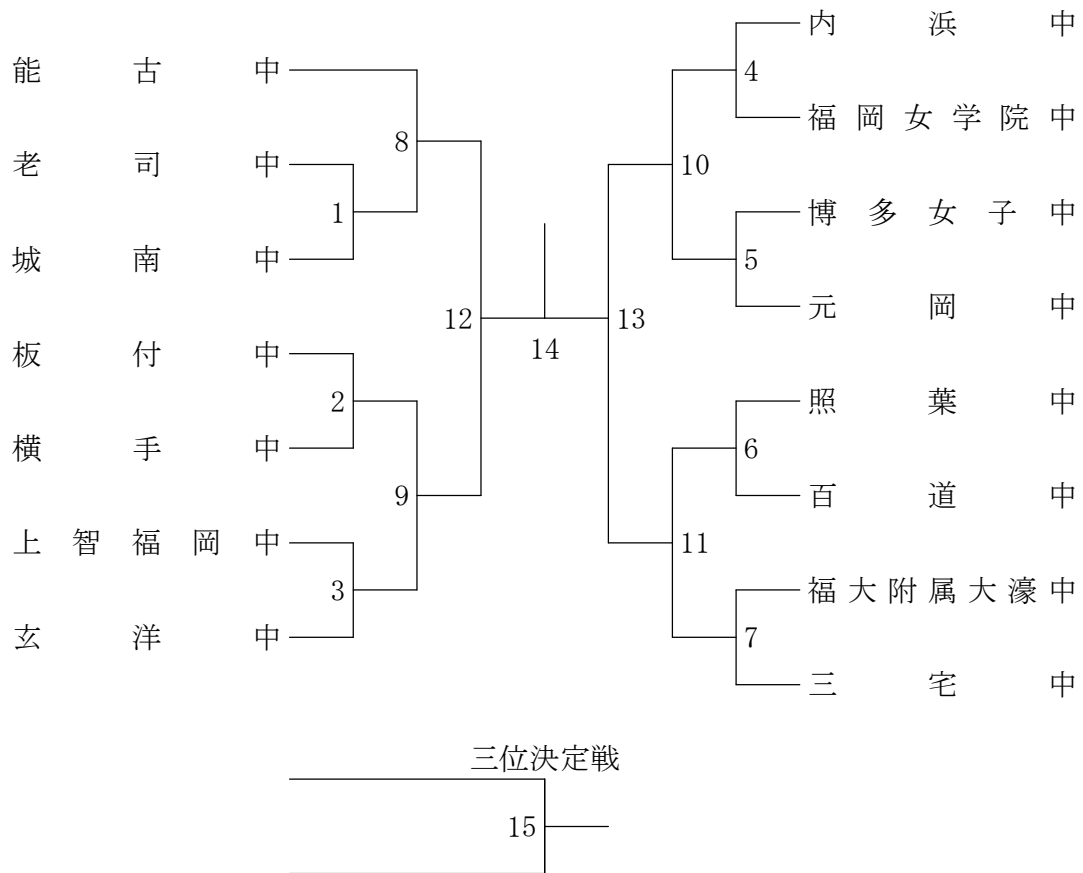 内浜中
能古中
4
福岡女学院中
8
老司中
10
1
博多女子中
城南中
5
元岡中
12
13
板付中
14
2
照葉中
横手中
6
9
百道中
上智福岡中
11
3
福大附属大濠中
玄洋中
7
三宅中
三位決定戦
15